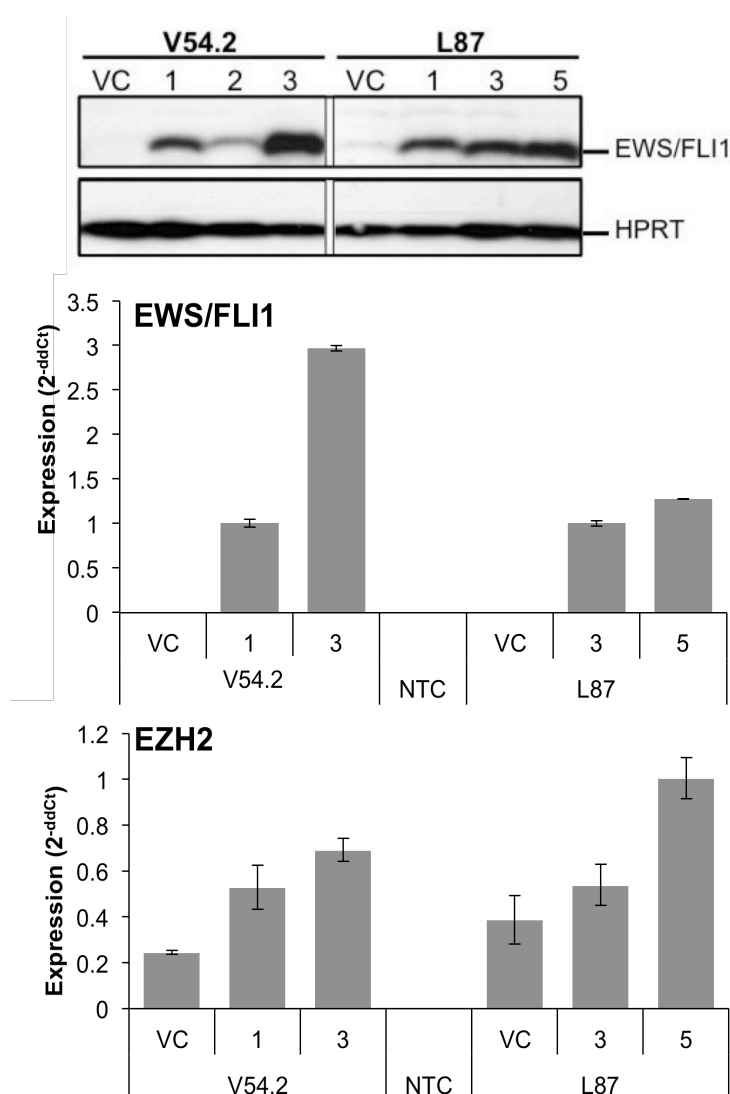 V54.2 L87
VC 1 2 3 VC 1 3 5
EWS/FLI1
HPRT
EWS/FLI1
Expression (2-ddCt)
3.5
3
2.5
2
1.5
1
0.5
0
VC 1 3 VC 3 5
V54.2 NTC L87
EZH2
Expression (2-ddCt)
1.2
1
0.8
0.6
0.4
0.2
0
VC 1 3 VC 3 5
V54.2 NTC L87